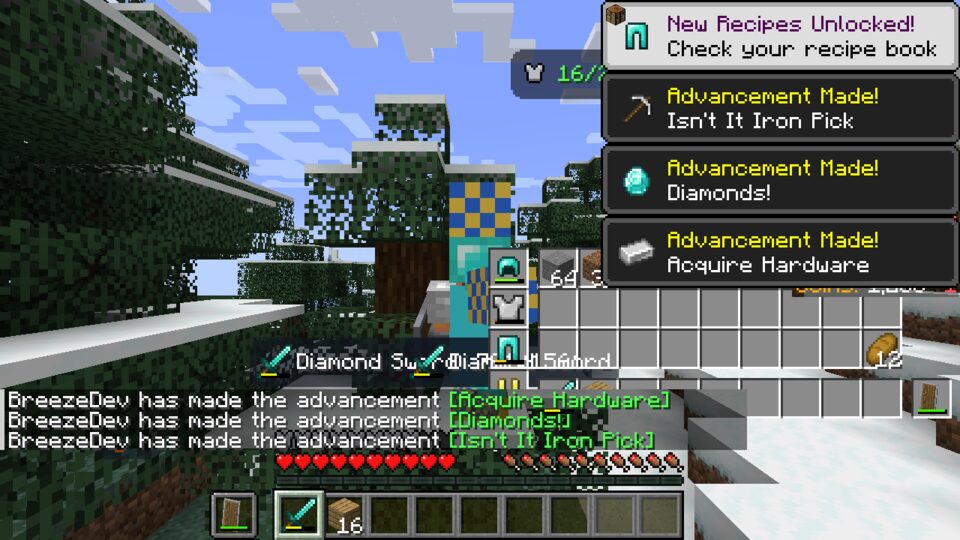 New Recipes Unlocked!
Check your recipe book
16/
Advancement Made!
Isn't It Iron Pick
Advancement Made!
Diamonds!
Advancement Made!
Acquire Hardware
64
12
Diamond
BreezeDev has made the advancement [Acquire Hardware]
BreezeDev has made the advancement [Diamonds!]
BreezeDev has made the advancement [Isn't It Iron Pick]
16